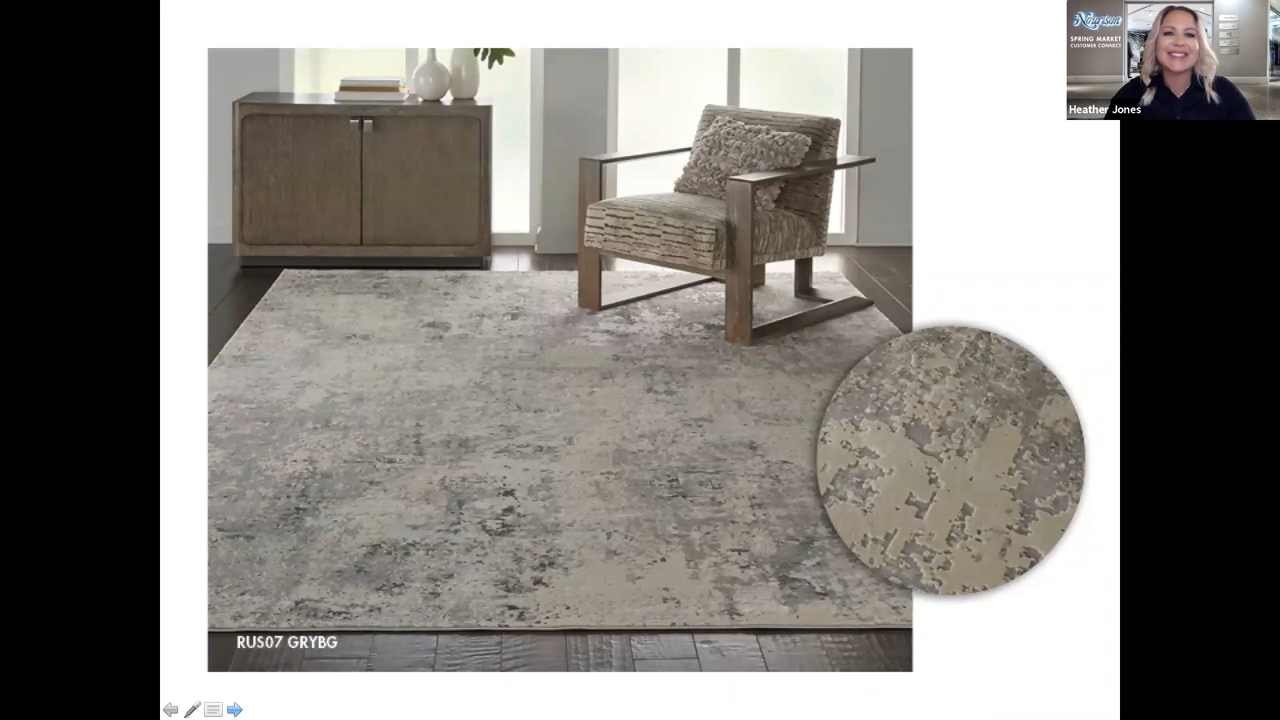 Nourison
SPRING MARKET
CUSTOMER CONNECT
Heather Jones
RUS07 GRYBG